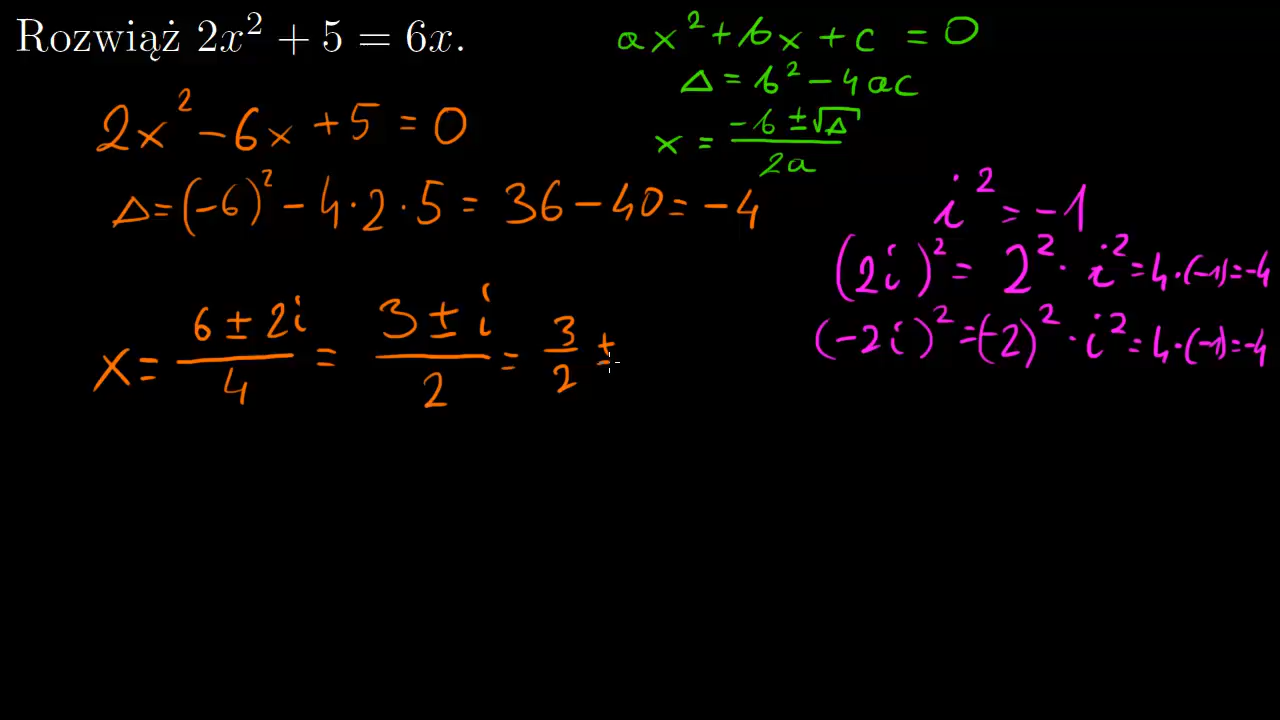 Rozwiąż 2x² + 5 = 6x.
ax² + bx + c = 0
Δ = b² − 4ac
x = (−b ± √Δ) / 2a
2x² − 6x + 5 = 0
Δ = (−6)² − 4·2·5 = 36 − 40 = −4
x = (6 ± 2i) / 4 = (3 ± i) / 2 = 3/2 ±
i² = −1
(2i)² = 2² · i² = 4·(−1) = −4
(−2i)² = (−2)² · i² = 4·(−1) = −4